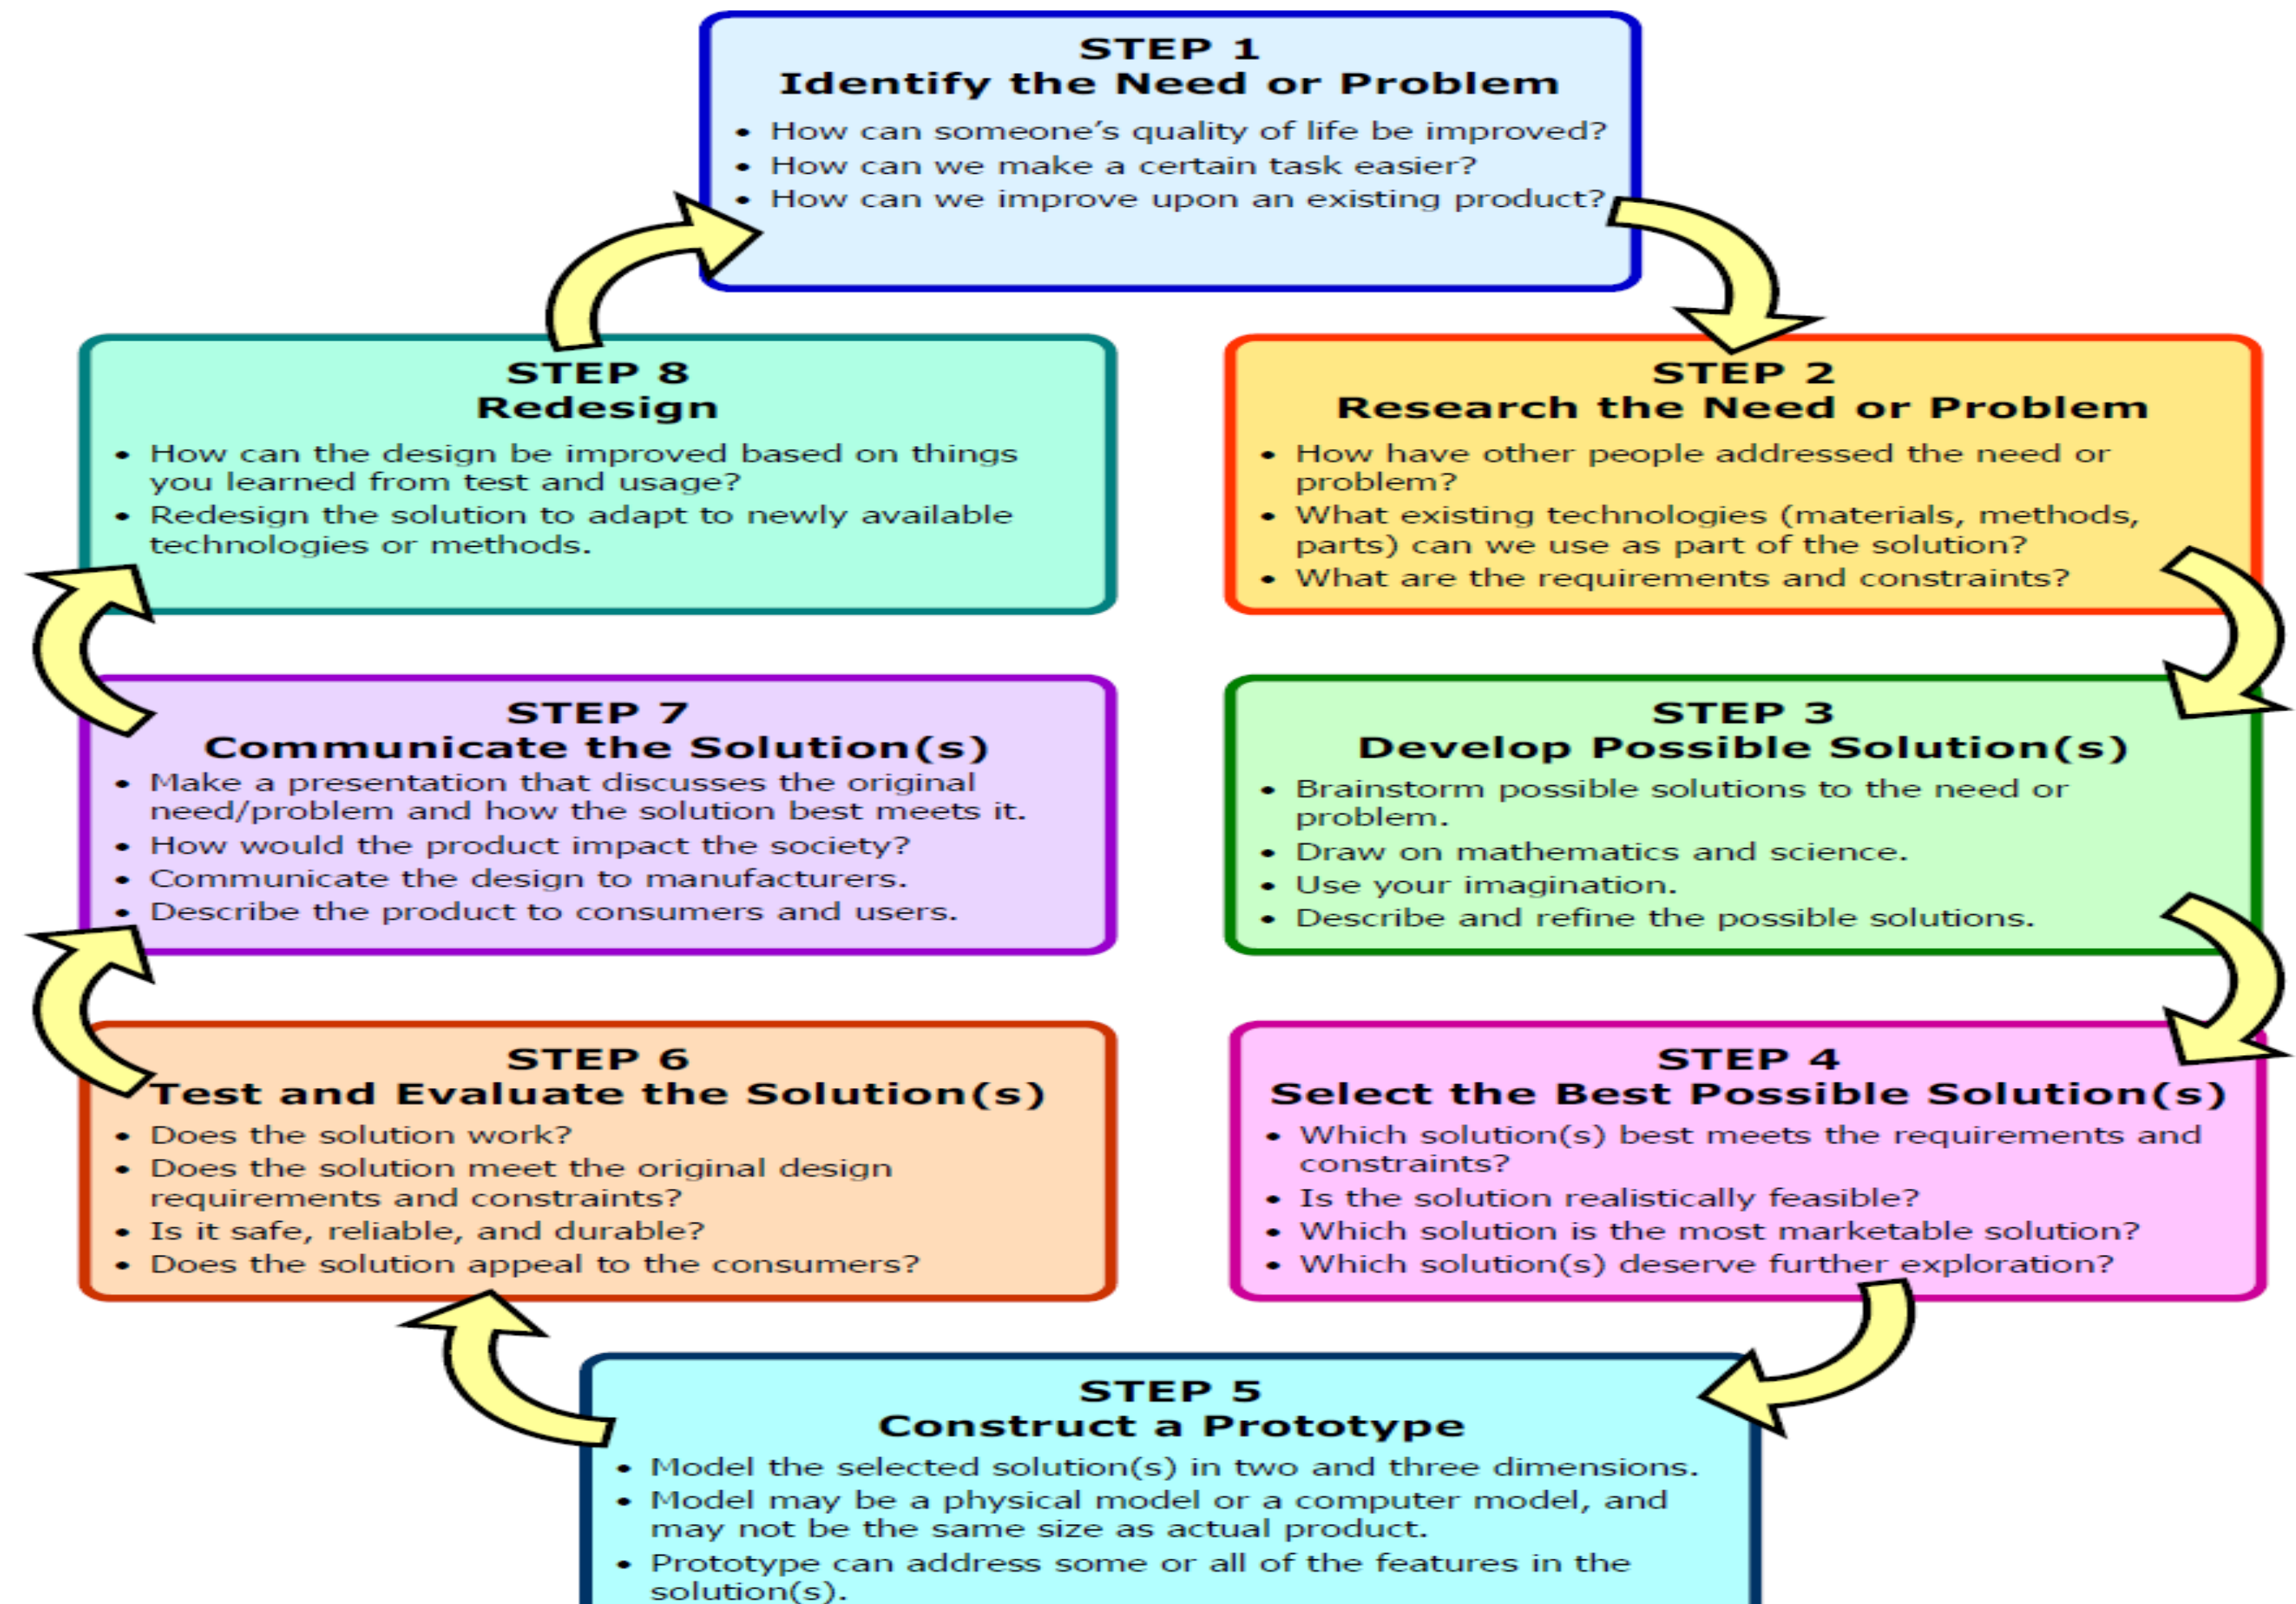 STEP 1
Identify the Need or Problem
• How can someone’s quality of life be improved?
• How can we make a certain task easier?
• How can we improve upon an existing product?
STEP 2
Research the Need or Problem
• How have other people addressed the need or
problem?
• What existing technologies (materials, methods,
parts) can we use as part of the solution?
• What are the requirements and constraints?
STEP 3
Develop Possible Solution(s)
• Brainstorm possible solutions to the need or
problem.
• Draw on mathematics and science.
• Use your imagination.
• Describe and refine the possible solutions.
STEP 4
Select the Best Possible Solution(s)
• Which solution(s) best meets the requirements and
constraints?
• Is the solution realistically feasible?
• Which solution is the most marketable solution?
• Which solution(s) deserve further exploration?
STEP 5
Construct a Prototype
• Model the selected solution(s) in two and three dimensions.
• Model may be a physical model or a computer model, and
may not be the same size as actual product.
• Prototype can address some or all of the features in the
solution(s).
STEP 6
Test and Evaluate the Solution(s)
• Does the solution work?
• Does the solution meet the original design
requirements and constraints?
• Is it safe, reliable, and durable?
• Does the solution appeal to the consumers?
STEP 7
Communicate the Solution(s)
• Make a presentation that discusses the original
need/problem and how the solution best meets it.
• How would the product impact the society?
• Communicate the design to manufacturers.
• Describe the product to consumers and users.
STEP 8
Redesign
• How can the design be improved based on things
you learned from test and usage?
• Redesign the solution to adapt to newly available
technologies or methods.